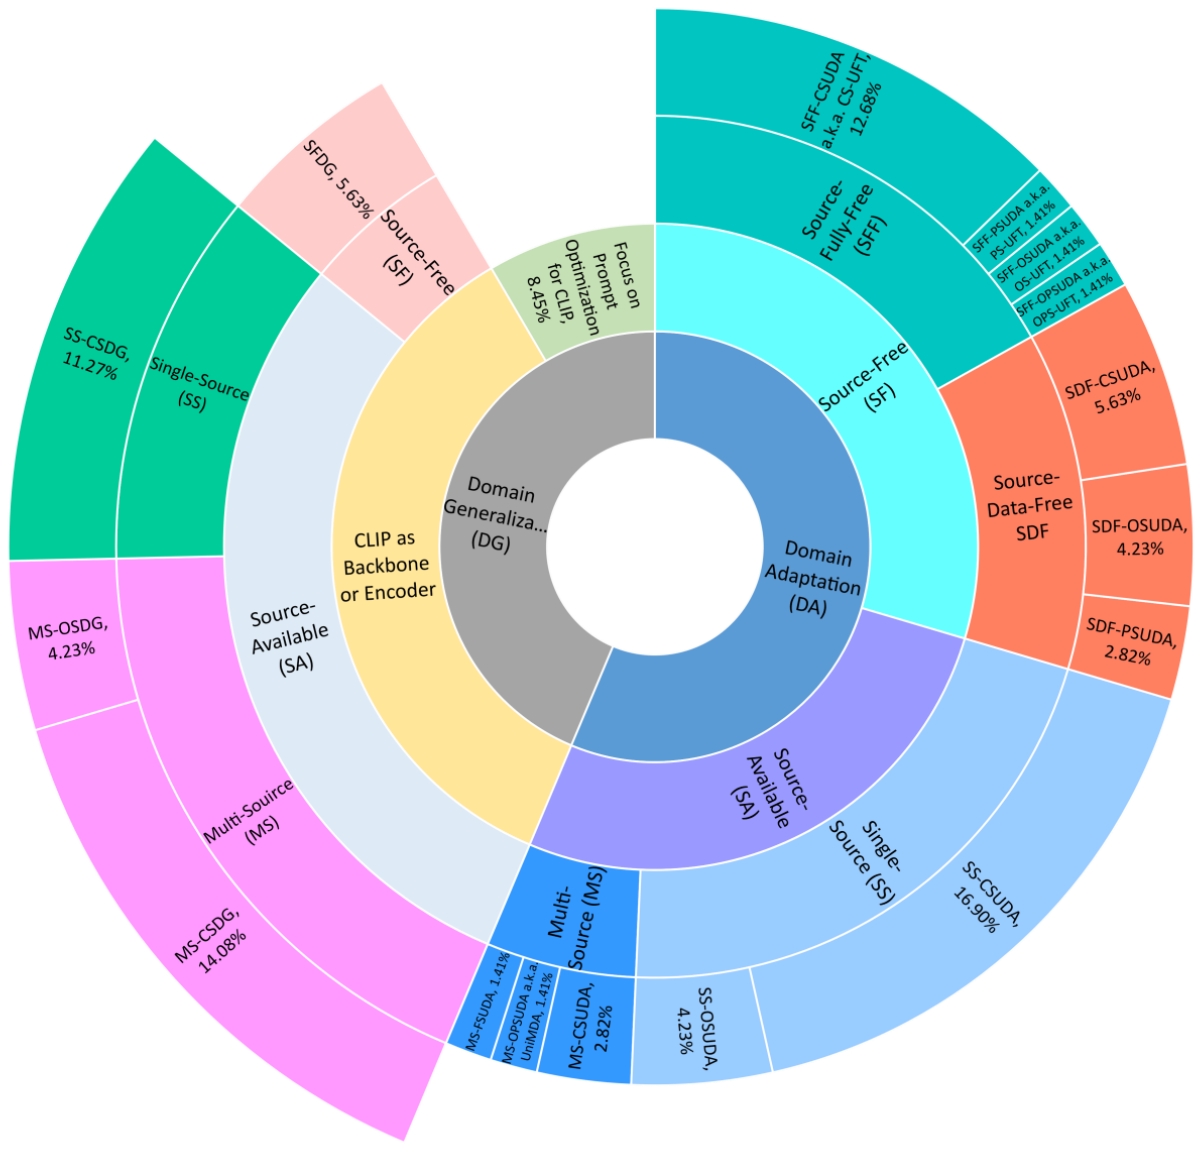 SFF-CSUDA
a.k.a. CS-UFT,
12.68%
SFF-PSUDA a.k.a.
PS-UFT, 1.41%
SFF-OSUDA a.k.a.
OS-UFT, 1.41%
SFF-OPSUDA a.k.a.
OPS-UFT, 1.41%
Source-
Fully-Free
(SFF)
Source-Free
(SF)
SDF-CSUDA,
5.63%
SDF-OSUDA,
4.23%
SDF-PSUDA,
2.82%
Source-
Data-Free
SDF
Domain
Adaptation
(DA)
Source-
Available
(SA)
Single-
Source (SS)
SS-CSUDA,
16.90%
SS-OSUDA,
4.23%
Multi-
Source (MS)
MS-CSUDA,
2.82%
MS-OPSUDA a.k.a.
UniMDA, 1.41%
MS-FSUDA, 1.41%
Domain
Generaliza...
(DG)
CLIP as
Backbone
or Encoder
Source-
Available
(SA)
Multi-Souirce
(MS)
MS-CSDG,
14.08%
MS-OSDG,
4.23%
Single-Source
(SS)
SS-CSDG,
11.27%
Source-Free
(SF)
SFDG, 5.63%
Focus on
Prompt
Optimization
for CLIP,
8.45%